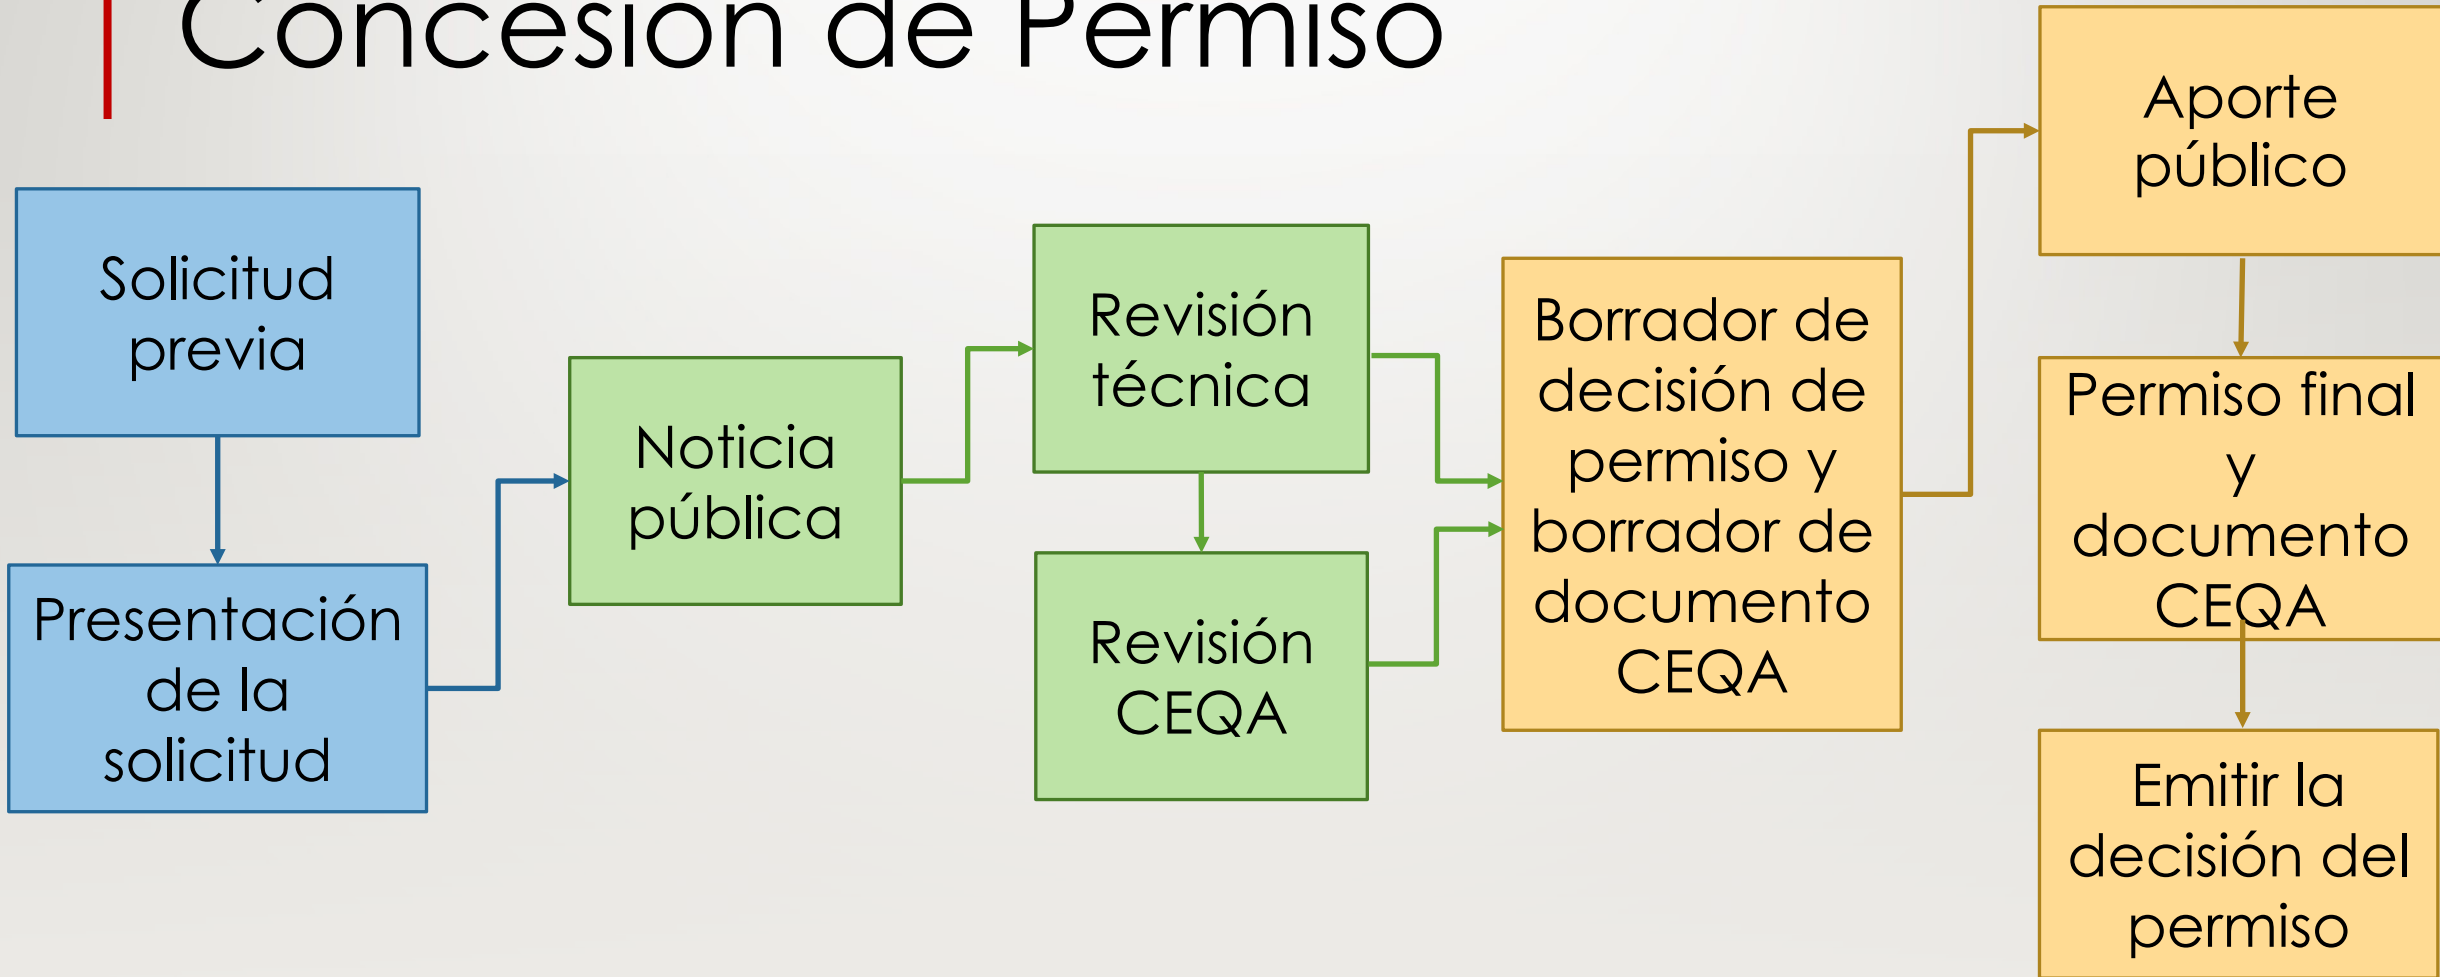 Concesión de Permiso
Solicitud
previa
Presentación
de la
solicitud
Noticia
pública
Revisión
técnica
Revisión
CEQA
Borrador de
decisión de
permiso y
borrador de
documento
CEQA
Aporte
público
Permiso final
y
documento
CEQA
Emitir la
decisión del
permiso